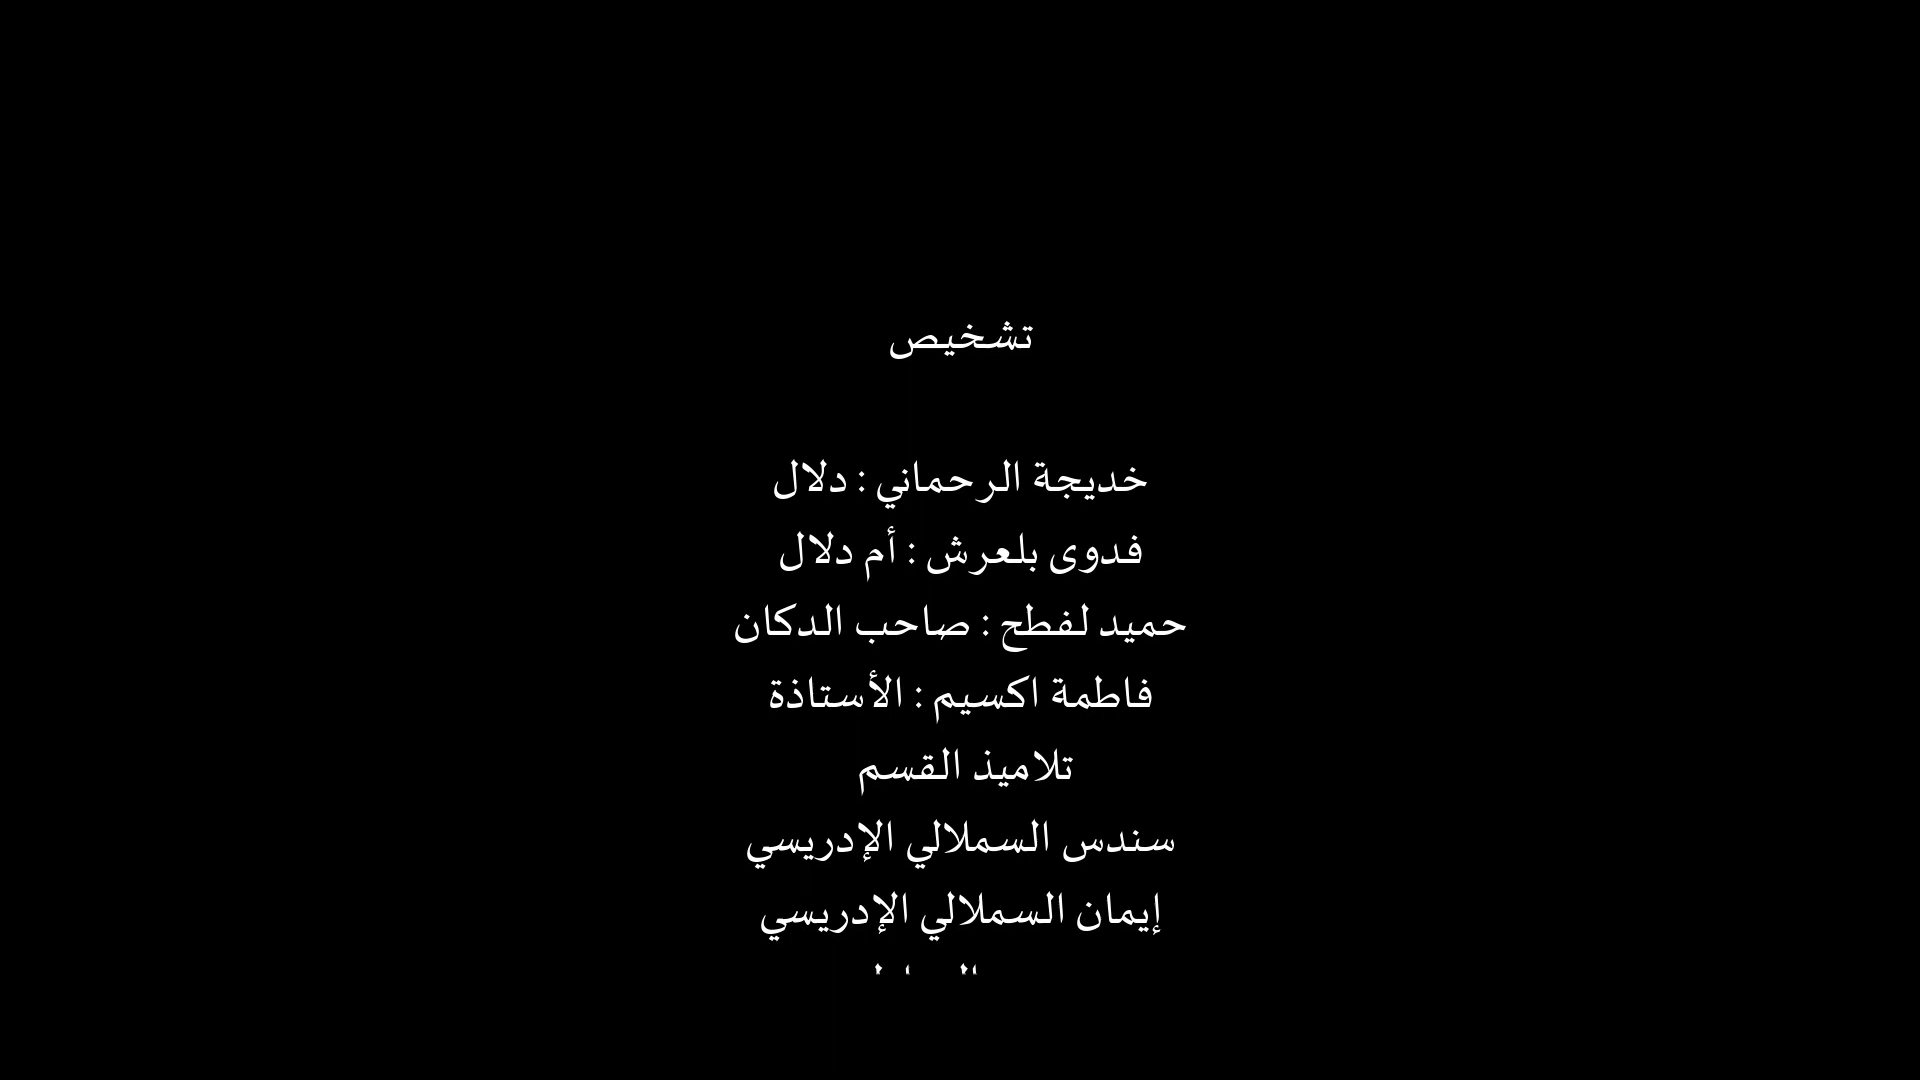 تشخيص
خديجة الرحماني : دلال
فدوى بلعرش : أم دلال
حميد لفطح : صاحب الدكان
فاطمة اكسيم : الأستاذة
تلاميذ القسم
سندس السملالي الإدريسي
إيمان السملالي الإدريسي